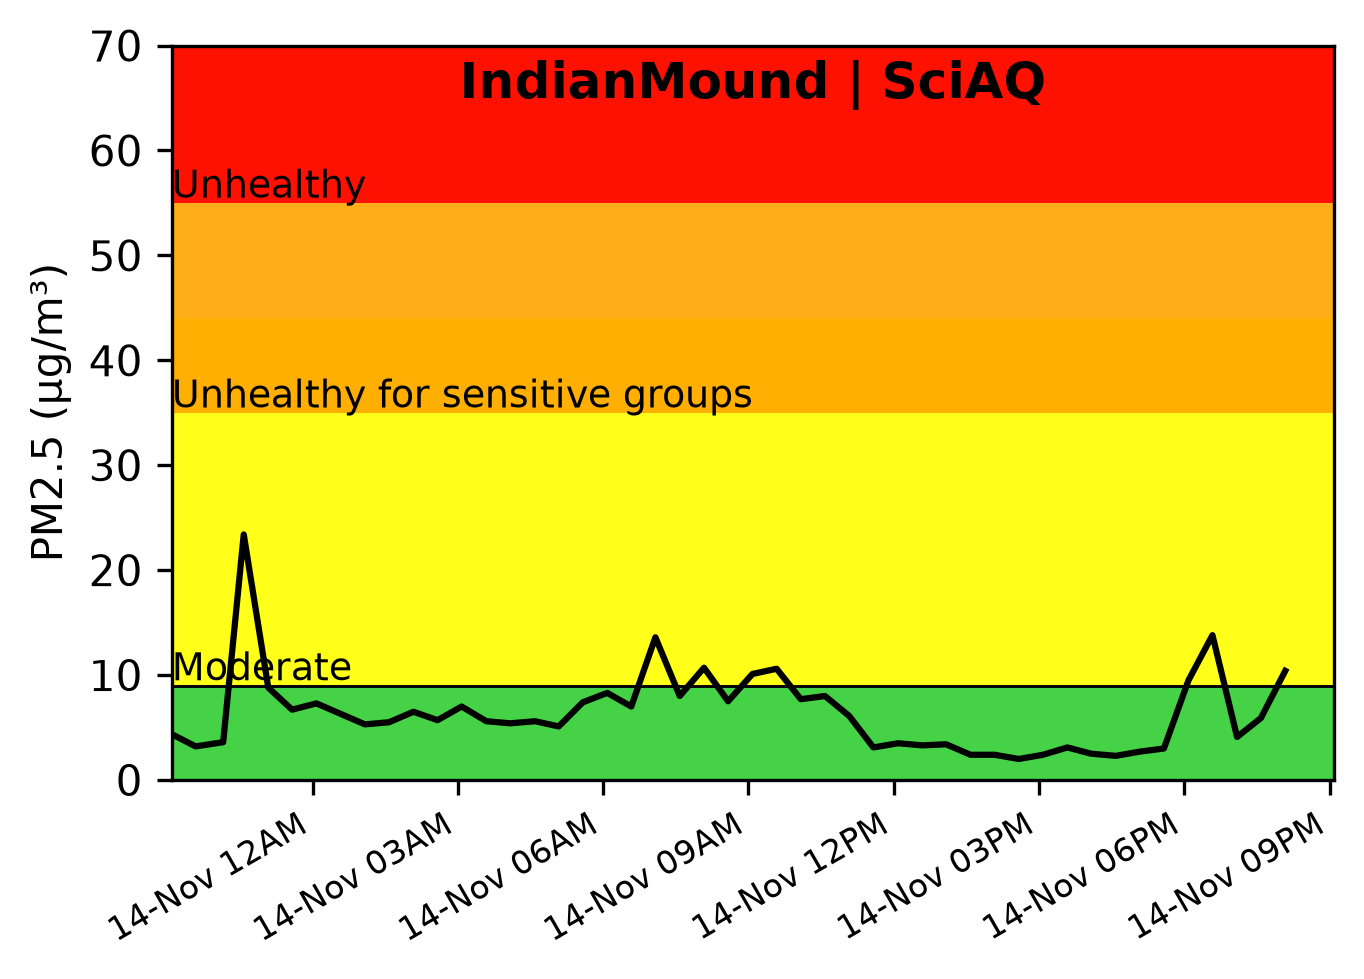 IndianMound | SciAQ
70
60
50
40
30
20
10
0
PM2.5 (µg/m³)
Unhealthy
Unhealthy for sensitive groups
Moderate
14-Nov 12AM
14-Nov 03AM
14-Nov 06AM
14-Nov 09AM
14-Nov 12PM
14-Nov 03PM
14-Nov 06PM
14-Nov 09PM